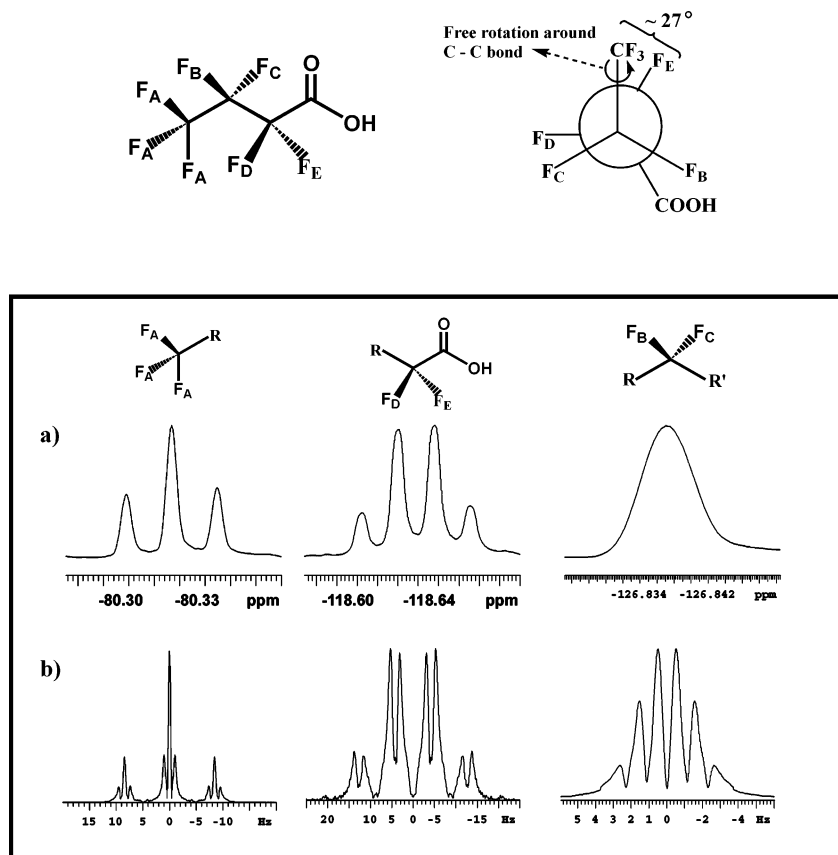 F_B F_C O
F_A
F_A
F_A F_D F_E
OH
~ 27°
Free rotation around
C - C bond
CF₃
F_E
F_D
F_C
F_B
COOH
F_A R
F_A
F_A
O
R
OH
F_D F_E
F_B F_C
R R'
a)
-80.30 -80.33 ppm
-118.60 -118.64 ppm
-126.834 -126.842 ppm
b)
15 10 5 0 -5 -10 Hz
20 15 10 5 0 -5 -15 Hz
5 4 3 2 1 0 -2 -4 Hz